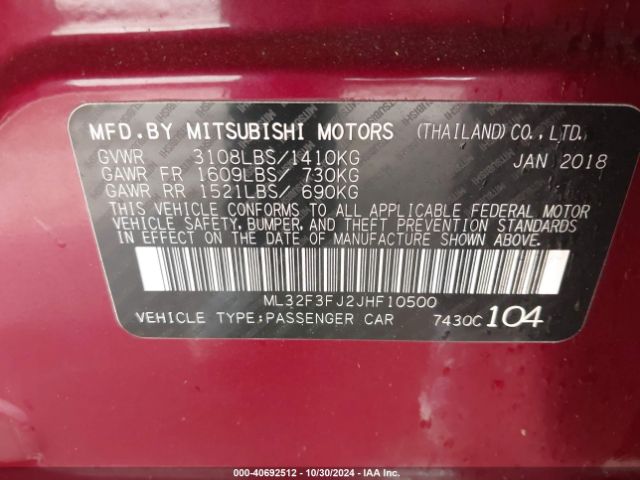 MFD.BY MITSUBISHI MOTORS (THAILAND)CO.,LTD.
GVWR 3108LBS/1410KG JAN 2018
GAWR FR 1609LBS/ 730KG
GAWR RR 1521LBS/ 690KG
THIS VEHICLE CONFORMS TO ALL APPLICABLE FEDERAL MOTOR
VEHICLE SAFETY, BUMPER, AND THEFT PREVENTION STANDARDS
IN EFFECT ON THE DATE OF MANUFACTURE SHOWN ABOVE.
ML32F3FJ2JHF10500
VEHICLE TYPE:PASSENGER CAR 7430C 104
000-40692512 - 10/30/2024 - IAA Inc.